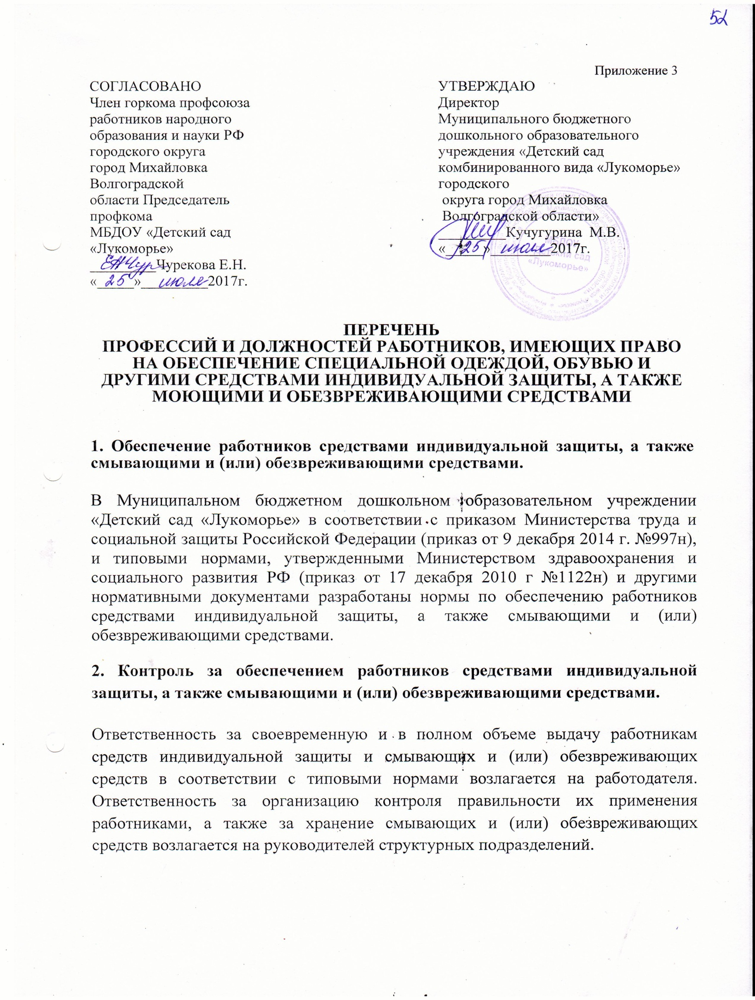 52
Приложение 3
СОГЛАСОВАНО
Член горкома профсоюза
работников народного
образования и науки РФ
городского округа
город Михайловка
Волгоградской
области Председатель
профкома
МБДОУ «Детский сад
«Лукоморье»
Чурекова Е.Н.
«25» июля 2017г.
УТВЕРЖДАЮ
Директор
Муниципального бюджетного
дошкольного образовательного
учреждения «Детский сад
комбинированного вида «Лукоморье»
городского
округа город Михайловка
Волгоградской области»
Кучугурина М.В.
«25» июля 2017г.
МБДОУ
Детский сад
«Лукоморье»
ПЕРЕЧЕНЬ
ПРОФЕССИЙ И ДОЛЖНОСТЕЙ РАБОТНИКОВ, ИМЕЮЩИХ ПРАВО
НА ОБЕСПЕЧЕНИЕ СПЕЦИАЛЬНОЙ ОДЕЖДОЙ, ОБУВЬЮ И
ДРУГИМИ СРЕДСТВАМИ ИНДИВИДУАЛЬНОЙ ЗАЩИТЫ, А ТАКЖЕ
МОЮЩИМИ И ОБЕЗВРЕЖИВАЮЩИМИ СРЕДСТВАМИ
1. Обеспечение работников средствами индивидуальной защиты, а также
смывающими и (или) обезвреживающими средствами.
В Муниципальном бюджетном дошкольном образовательном учреждении
«Детский сад «Лукоморье» в соответствии с приказом Министерства труда и
социальной защиты Российской Федерации (приказ от 9 декабря 2014 г. №997н),
и типовыми нормами, утвержденными Министерством здравоохранения и
социального развития РФ (приказ от 17 декабря 2010 г №1122н) и другими
нормативными документами разработаны нормы по обеспечению работников
средствами индивидуальной защиты, а также смывающими и (или)
обезвреживающими средствами.
2. Контроль за обеспечением работников средствами индивидуальной
защиты, а также смывающими и (или) обезвреживающими средствами.
Ответственность за своевременную и в полном объеме выдачу работникам
средств индивидуальной защиты и смывающих и (или) обезвреживающих
средств в соответствии с типовыми нормами возлагается на работодателя.
Ответственность за организацию контроля правильности их применения
работниками, а также за хранение смывающих и (или) обезвреживающих
средств возлагается на руководителей структурных подразделений.